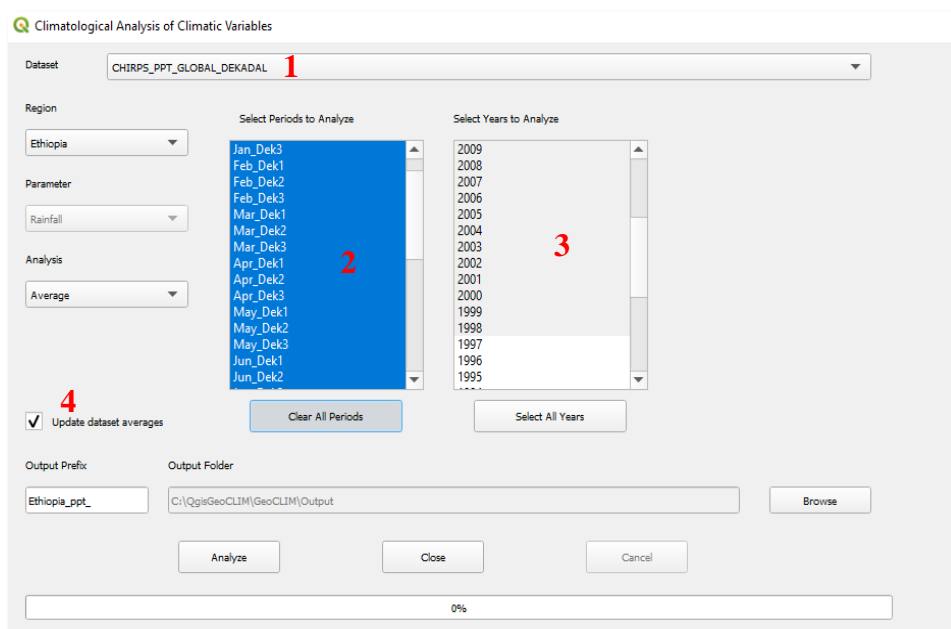 Climatological Analysis of Climatic Variables
Dataset
CHIRPS_PPT_GLOBAL_DEKADAL
1
Region
Ethiopia
Parameter
Rainfall
Analysis
Average
Select Periods to Analyze
Jan_Dek3
Feb_Dek1
Feb_Dek2
Feb_Dek3
Mar_Dek1
Mar_Dek2
Mar_Dek3
Apr_Dek1
Apr_Dek2
Apr_Dek3
May_Dek1
May_Dek2
May_Dek3
Jun_Dek1
Jun_Dek2
2
Clear All Periods
Select Years to Analyze
2009
2008
2007
2006
2005
2004
2003
2002
2001
2000
1999
1998
1997
1996
1995
3
Select All Years
4
Update dataset averages
Output Prefix
Ethiopia_ppt_
Output Folder
C:\QgisGeoCLIM\GeoCLIM\Output
Browse
Analyze
Close
Cancel
0%